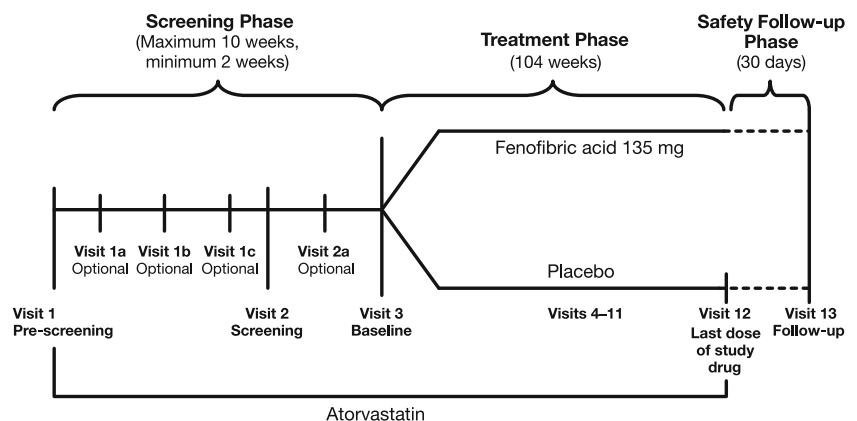 Screening Phase
(Maximum 10 weeks,
minimum 2 weeks)
Treatment Phase
(104 weeks)
Safety Follow-up
Phase
(30 days)
Fenofibric acid 135 mg
Visit 1a
Optional
Visit 1b
Optional
Visit 1c
Optional
Visit 2a
Optional
Placebo
Visit 1
Pre-screening
Visit 2
Screening
Visit 3
Baseline
Visits 4–11
Visit 12
Last dose
of study
drug
Visit 13
Follow-up
Atorvastatin